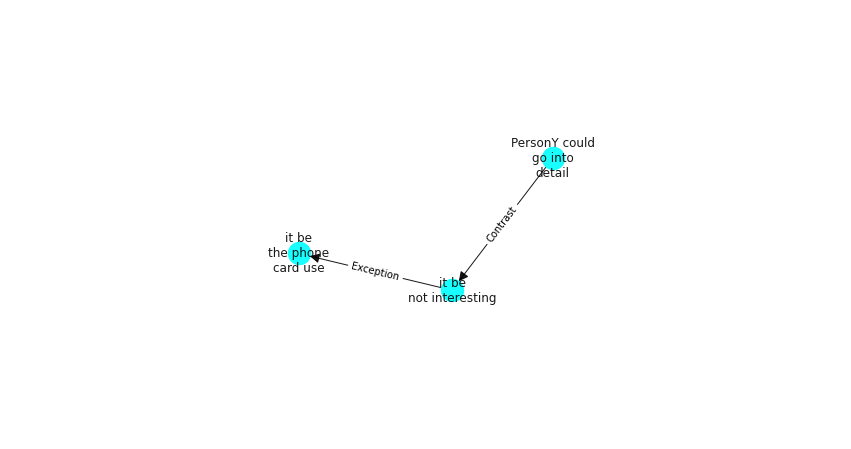 PersonY could
go into
detail
Contrast
it be
the phone
card use
Exception
it be
not interesting